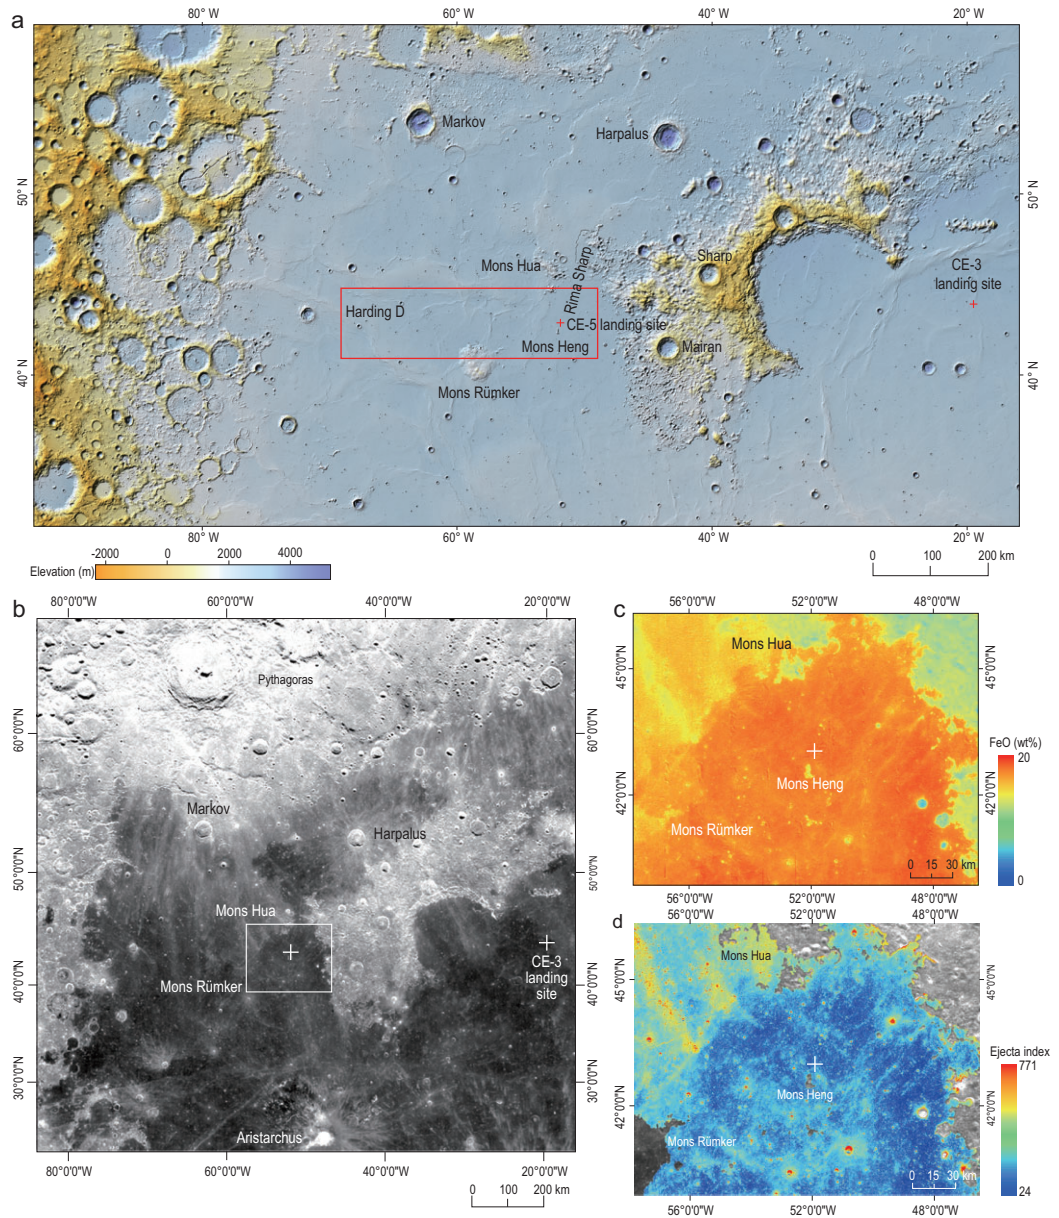 a
80° W
60° W
40° W
20° W
50° N
40° N
50° N
40° N
Markov
Harpalus
Mons Hua
Rima Sharp
Sharp
CE-3
landing site
Harding D
CE-5 landing site
Mons Heng
Mairan
Mons Rümker
80° W
60° W
40° W
20° W
-2000
0
2000
4000
Elevation (m)
0
100
200 km
b
80°0'0"W
60°0'0"W
40°0'0"W
20°0'0"W
60°0'0"N
50°0'0"N
40°0'0"N
30°0'0"N
60°0'0"N
50°0'0"N
40°0'0"N
30°0'0"N
Pythagoras
Markov
Harpalus
Mons Hua
CE-3
landing
site
Mons Rümker
Aristarchus
80°0'0"W
60°0'0"W
40°0'0"W
20°0'0"W
0
100
200 km
c
56°0'0"W
52°0'0"W
48°0'0"W
45°0'0"N
42°0'0"N
45°0'0"N
42°0'0"N
Mons Hua
Mons Heng
Mons Rümker
0 15 30 km
56°0'0"W
52°0'0"W
48°0'0"W
FeO (wt%)
20
0
d
56°0'0"W
52°0'0"W
48°0'0"W
45°0'0"N
42°0'0"N
45°0'0"N
42°0'0"N
Mons Hua
Mons Heng
Mons Rümker
0 15 30 km
56°0'0"W
52°0'0"W
48°0'0"W
Ejecta index
771
24